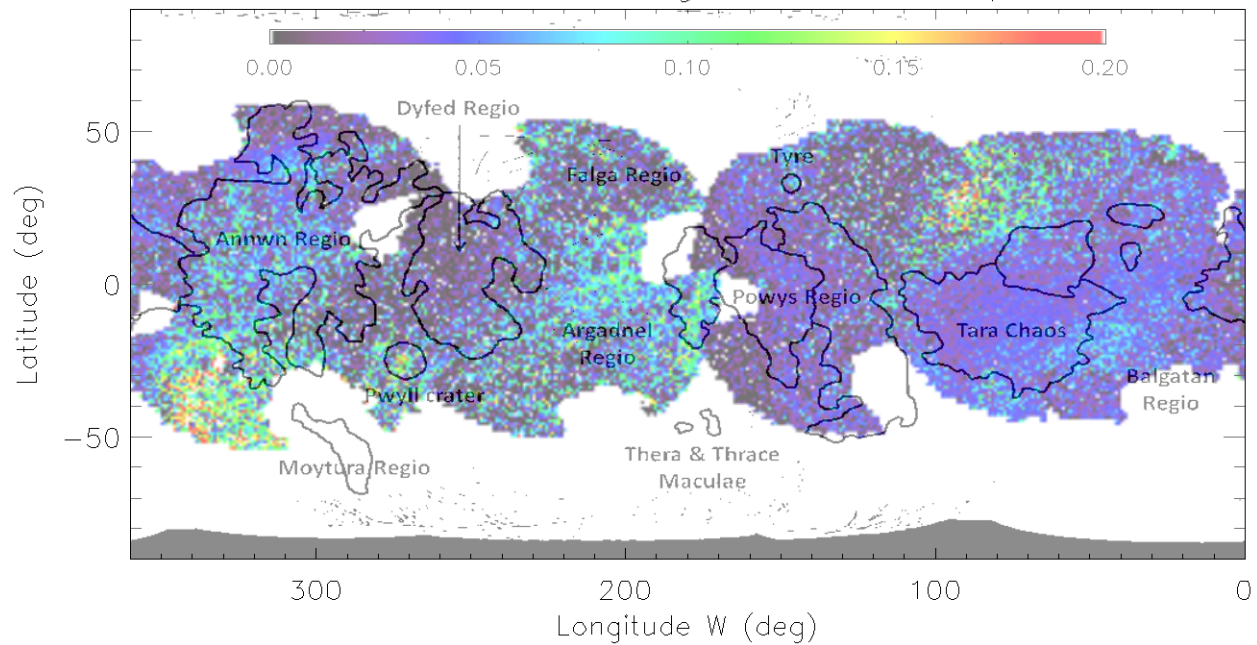 0.00 0.05 0.10 0.15 0.20
Dyfed Regio
Tyre
Falga Regio
Annwn Regio
Powys Regio
Argadnel
Regio
Tara Chaos
Pwyll crater
Balgatan
Regio
Moytura Regio
Thera & Thrace
Maculae
50
0
−50
Latitude (deg)
300 200 100 0
Longitude W (deg)